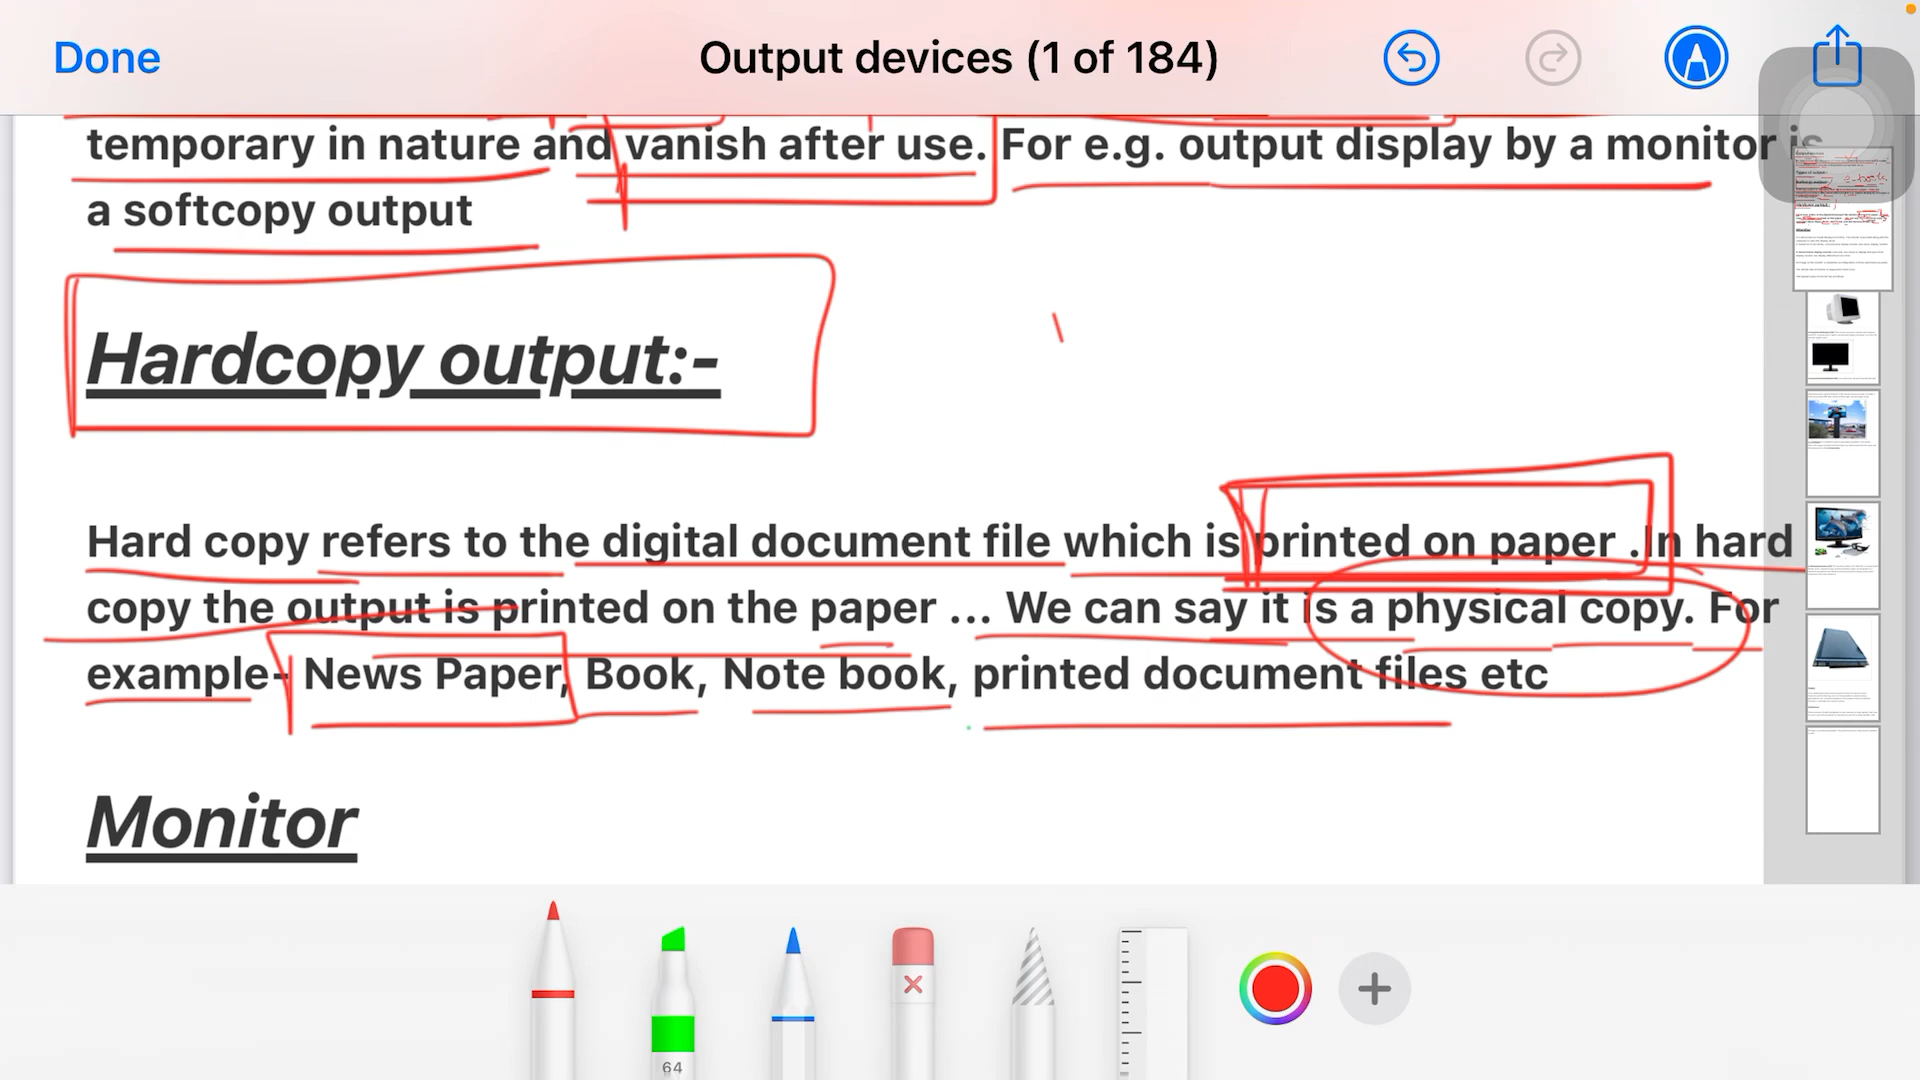 Done
Output devices (1 of 184)
temporary in nature and vanish after use. For e.g. output display by a monitor is
a softcopy output
Hardcopy output:-
Hard copy refers to the digital document file which is printed on paper .In hard
copy the output is printed on the paper ... We can say it is a physical copy. For
example- News Paper, Book, Note book, printed document files etc
Monitor
64